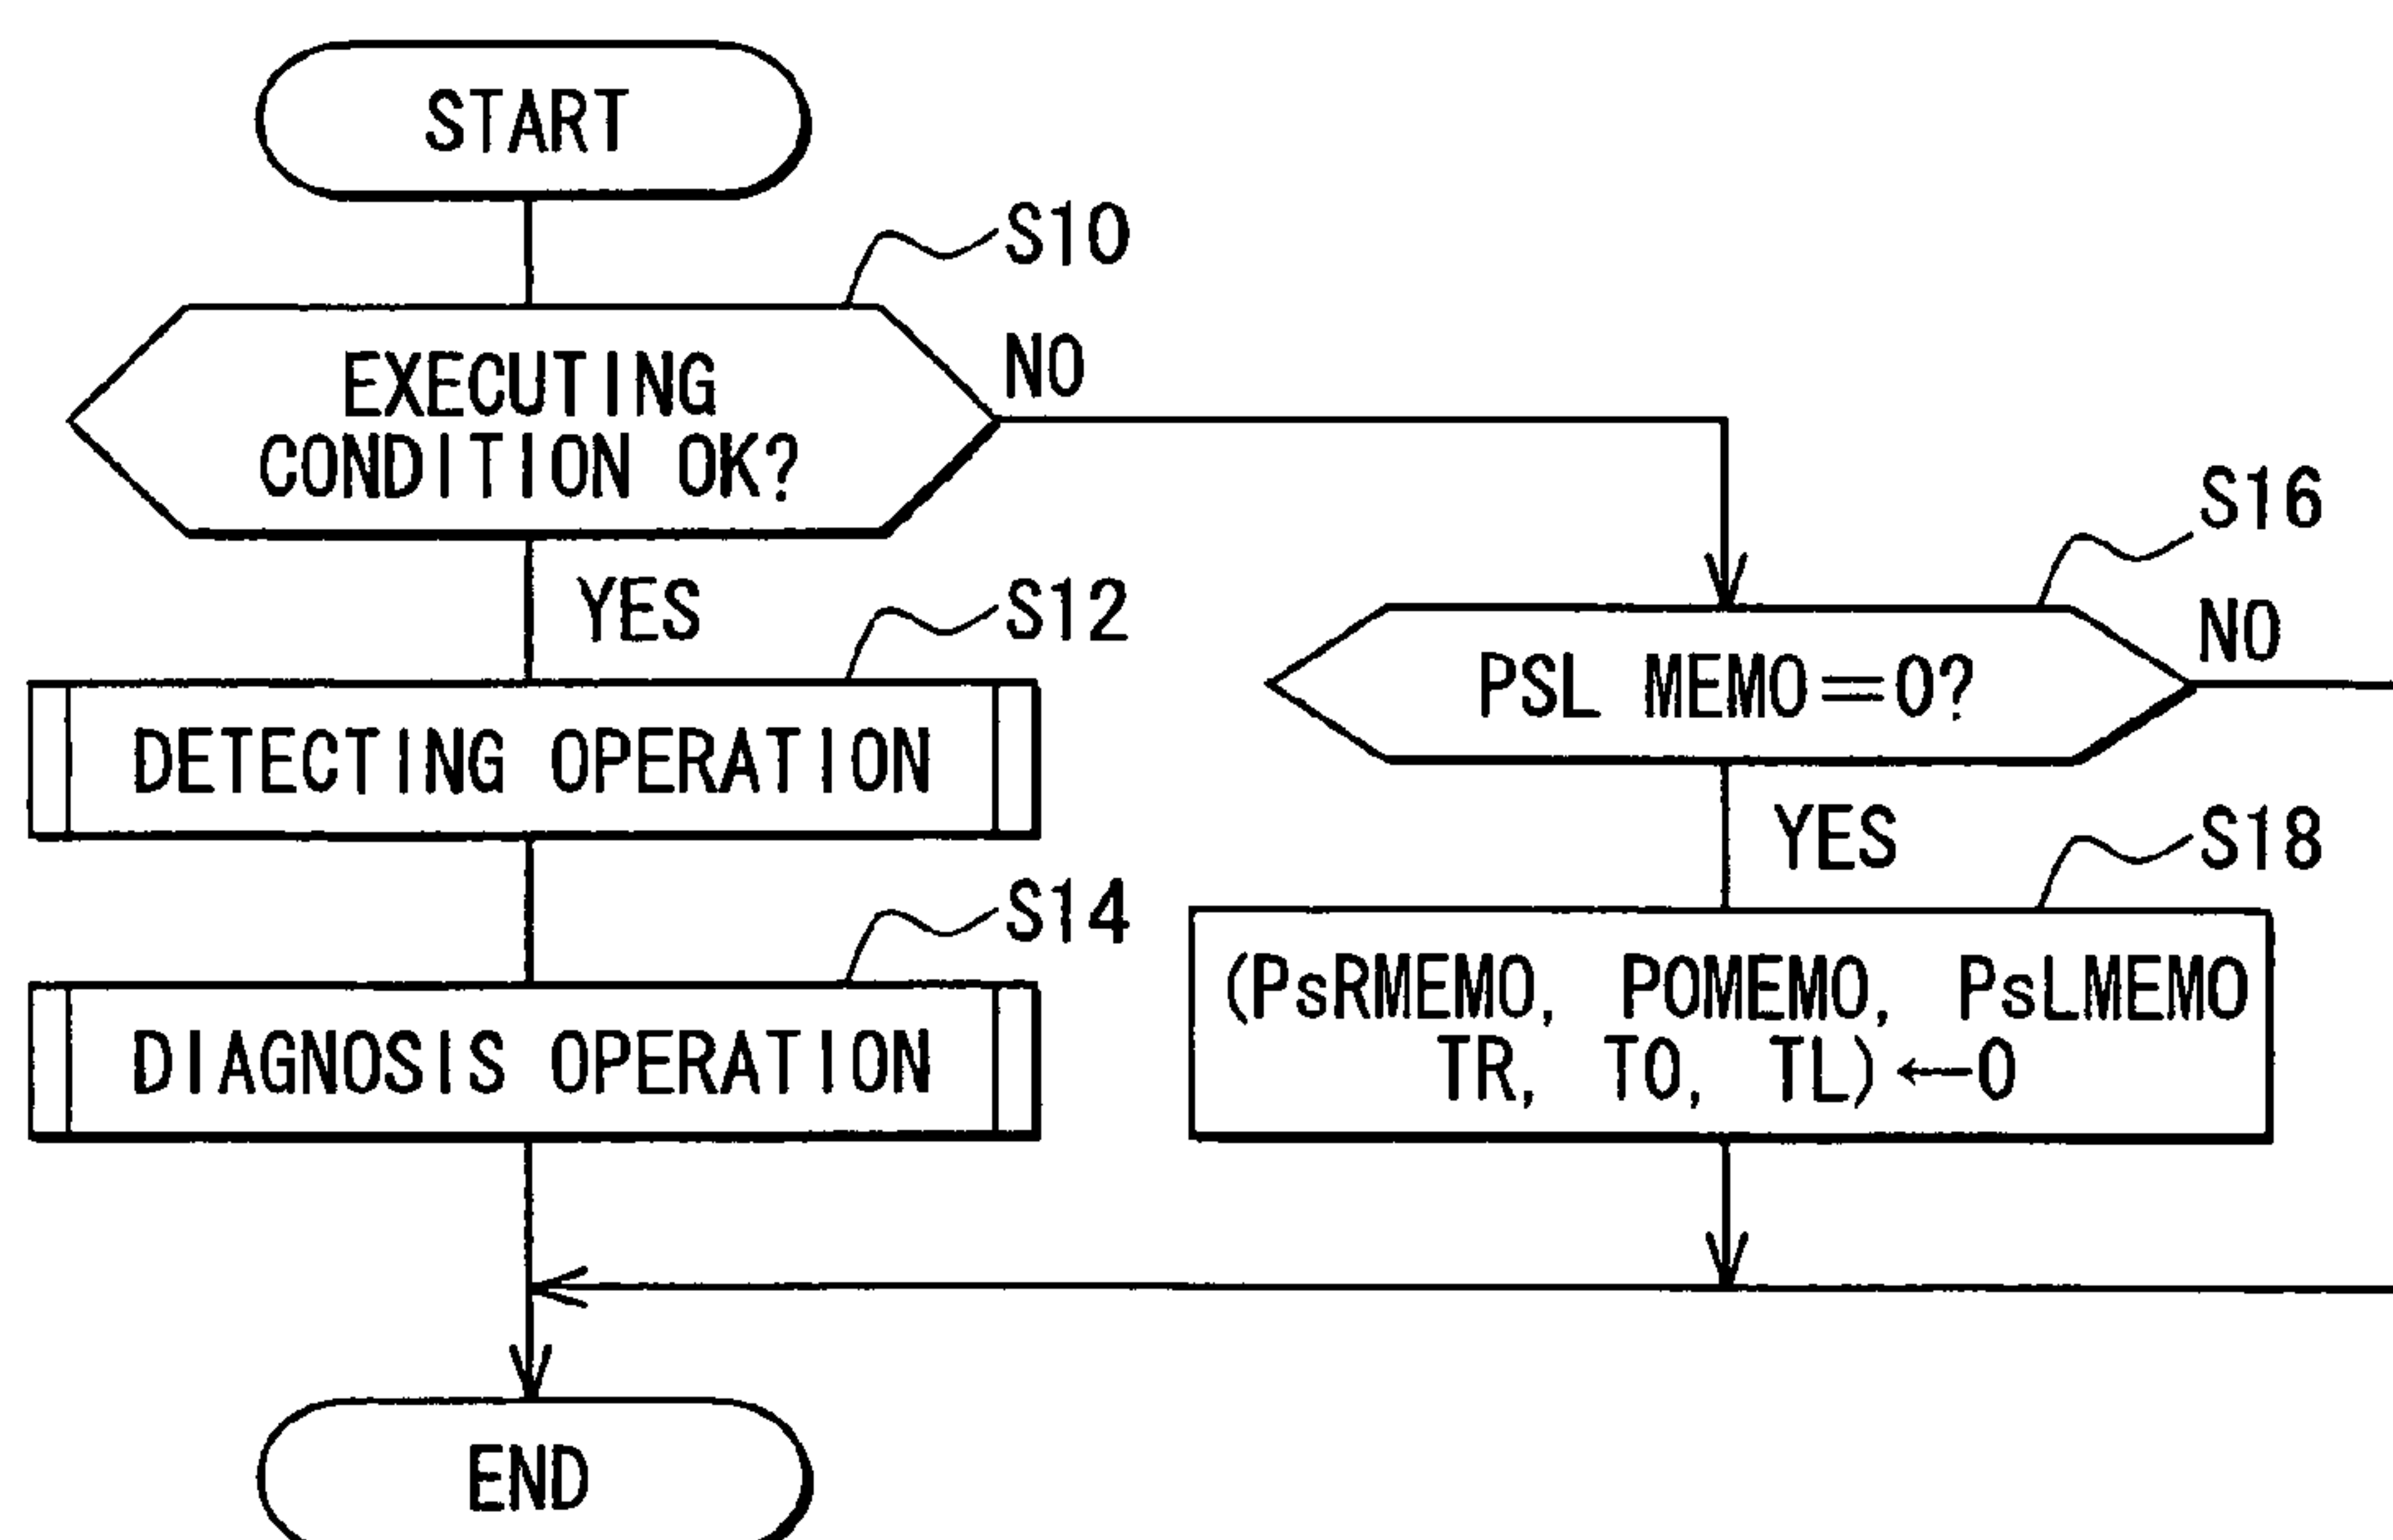 START
S10
EXECUTING
CONDITION OK?
NO
YES
S12
DETECTING OPERATION
S14
DIAGNOSIS OPERATION
S16
PSL MEMO=0?
NO
YES
S18
(PsRMEMO, POMEMO, PsLMEMO
TR, TO, TL)←0
END